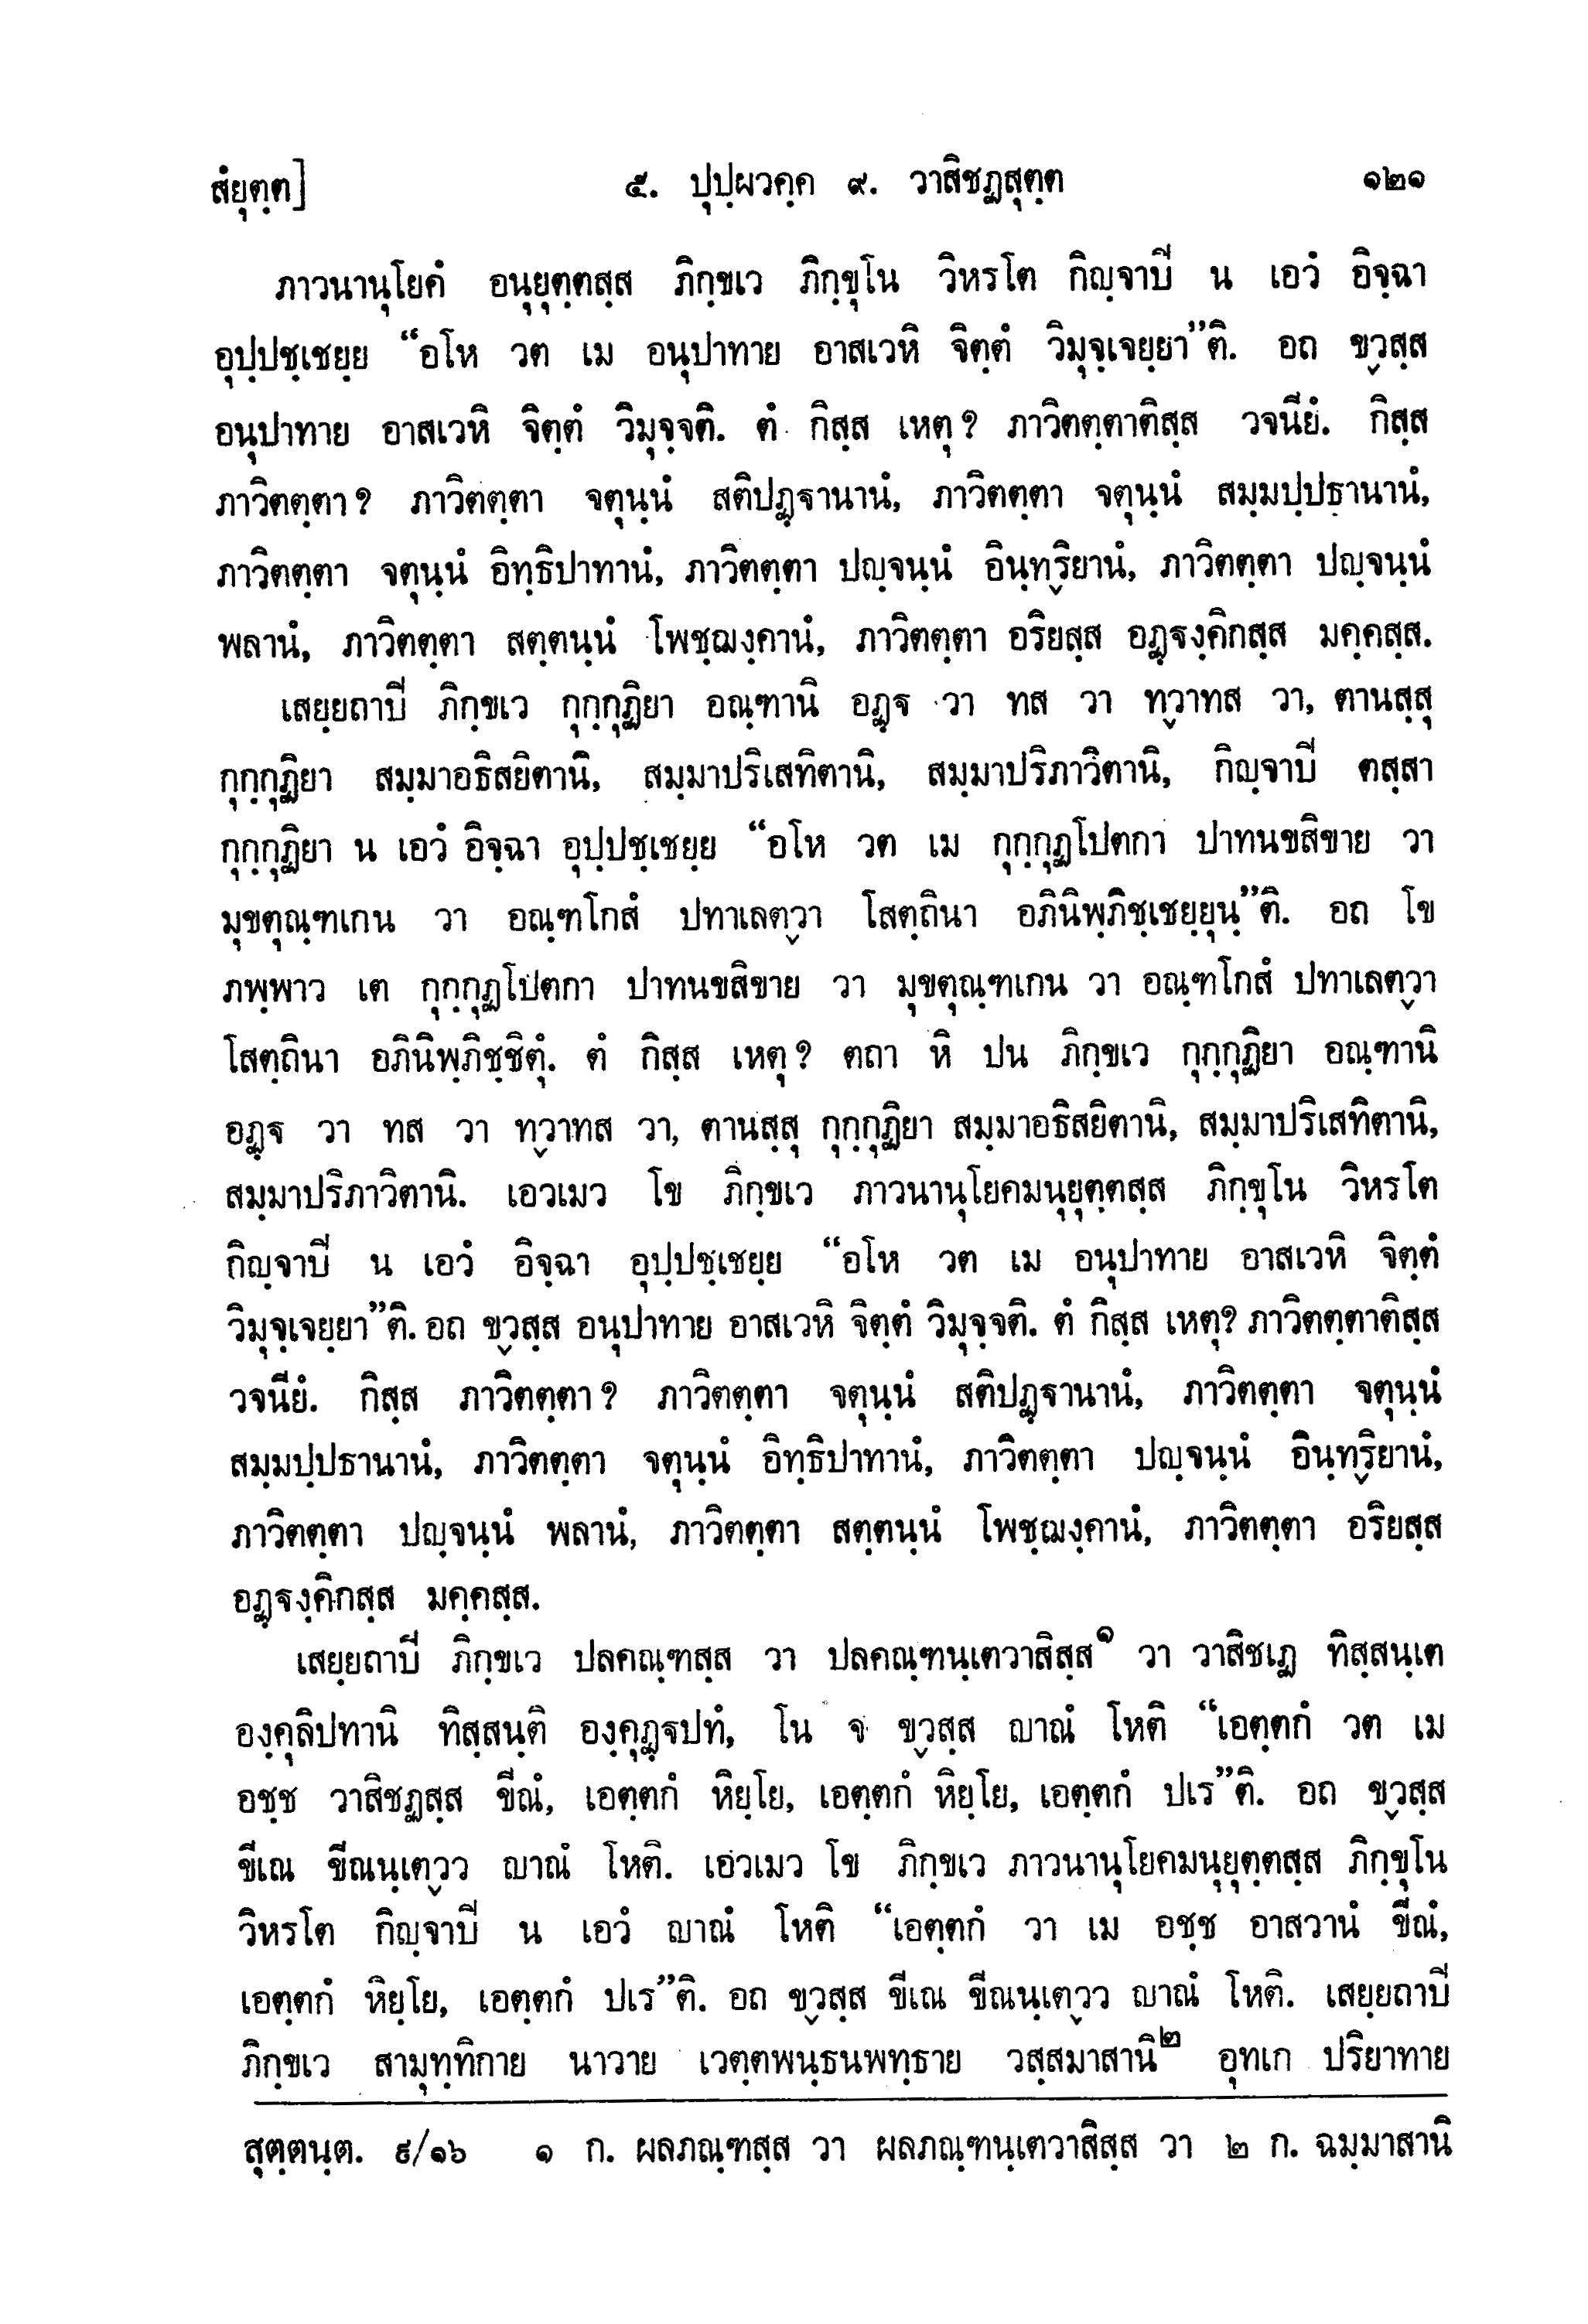 สํยุตฺต] ๕. ปุปฺผวคฺค ๙. วาสิชฏสุตฺต ๑๒๑
ภาวนานุโยคํ อนุยุตฺตสฺส ภิกฺขเว ภิกฺขุโน วิหรโต กิญฺจาปิ น เอวํ อิจฺฉา
อุปฺปชฺเชยฺย “อโห วต เม อนุปาทาย อาสเวหิ จิตฺตํ วิมุจฺเจยฺยา”ติ. อถ ขฺวสฺส
อนุปาทาย อาสเวหิ จิตฺตํ วิมุจฺจติ. ตํ กิสฺส เหตุ? ภาวิตตฺตาติสฺส วจนียํ. กิสฺส
ภาวิตตฺตา? ภาวิตตฺตา จตุนฺนํ สติปฏฺฐานานํ, ภาวิตตฺตา จตุนฺนํ สมฺมปฺปธานานํ,
ภาวิตตฺตา จตุนฺนํ อิทฺธิปาทานํ, ภาวิตตฺตา ปญฺจนฺนํ อินฺทฺริยานํ, ภาวิตตฺตา ปญฺจนฺนํ
พลานํ, ภาวิตตฺตา สตฺตนฺนํ โพชฺฌงฺคานํ, ภาวิตตฺตา อริยสฺส อฏฺฐงฺคิกสฺส มคฺคสฺส.
เสยฺยถาปิ ภิกฺขเว กุกฺกุฏิยา อณฺฑานิ อฏฺฐ วา ทส วา ทฺวาทส วา, ตานสฺสุ
กุกฺกุฏิยา สมฺมาอธิสยิตานิ, สมฺมาปริเสทิตานิ, สมฺมาปริภาวิตานิ, กิญฺจาปิ ตสฺสา
กุกฺกุฏิยา น เอวํ อิจฺฉา อุปฺปชฺเชยฺย “อโห วต เม กุกฺกุฏโปตกา ปาทนขสิขาย วา
มุขตุณฺฑเกน วา อณฺฑโกสํ ปทาเลตฺวา โสตฺถินา อภินิพฺภิชฺเชยฺยุนฺ”ติ. อถ โข
ภพฺพาว เต กุกฺกุฏโปตกา ปาทนขสิขาย วา มุขตุณฺฑเกน วา อณฺฑโกสํ ปทาเลตฺวา
โสตฺถินา อภินิพฺภิชฺชิตุํ. ตํ กิสฺส เหตุ? ตถา หิ ปน ภิกฺขเว กุกฺกุฏิยา อณฺฑานิ
อฏฺฐ วา ทส วา ทฺวาทส วา, ตานสฺสุ กุกฺกุฏิยา สมฺมาอธิสยิตานิ, สมฺมาปริเสทิตานิ,
สมฺมาปริภาวิตานิ. เอวเมว โข ภิกฺขเว ภาวนานุโยคมนุยุตฺตสฺส ภิกฺขุโน วิหรโต
กิญฺจาปิ น เอวํ อิจฺฉา อุปฺปชฺเชยฺย “อโห วต เม อนุปาทาย อาสเวหิ จิตฺตํ
วิมุจฺเจยฺยา”ติ. อถ ขฺวสฺส อนุปาทาย อาสเวหิ จิตฺตํ วิมุจฺจติ. ตํ กิสฺส เหตุ? ภาวิตตฺตาติสฺส
วจนียํ. กิสฺส ภาวิตตฺตา? ภาวิตตฺตา จตุนฺนํ สติปฏฺฐานานํ, ภาวิตตฺตา จตุนฺนํ
สมฺมปฺปธานานํ, ภาวิตตฺตา จตุนฺนํ อิทฺธิปาทานํ, ภาวิตตฺตา ปญฺจนฺนํ อินฺทฺริยานํ,
ภาวิตตฺตา ปญฺจนฺนํ พลานํ, ภาวิตตฺตา สตฺตนฺนํ โพชฺฌงฺคานํ, ภาวิตตฺตา อริยสฺส
อฏฺฐงฺคิกสฺส มคฺคสฺส.
เสยฺยถาปิ ภิกฺขเว ปลคณฺฑสฺส วา ปลคณฺฑนฺเตวาสิสฺส๑ วา วาสิชเฏ ทิสฺสนฺเต
องฺคุลิปทานิ ทิสฺสนฺติ องฺคุฏฺฐปทํ, โน จ ขฺวสฺส ญาณํ โหติ “เอตฺตกํ วต เม
อชฺช วาสิชฏสฺส ขีณํ, เอตฺตกํ หิยฺโย, เอตฺตกํ หิยฺโย, เอตฺตกํ ปเร”ติ. อถ ขฺวสฺส
ขีเณ ขีณนฺเตฺวว ญาณํ โหติ. เอวเมว โข ภิกฺขเว ภาวนานุโยคมนุยุตฺตสฺส ภิกฺขุโน
วิหรโต กิญฺจาปิ น เอวํ ญาณํ โหติ “เอตฺตกํ วา เม อชฺช อาสวานํ ขีณํ,
เอตฺตกํ หิยฺโย, เอตฺตกํ ปเร”ติ. อถ ขฺวสฺส ขีเณ ขีณนฺเตฺวว ญาณํ โหติ. เสยฺยถาปิ
ภิกฺขเว สามุทฺทิกาย นาวาย เวตฺตพนฺธนพทฺธาย วสฺสมาสานิ๒ อุทเก ปริยาทาย
สุตฺตนฺต. ๙/๑๖ ๑ ก. ผลภณฺฑสฺส วา ผลภณฺฑนฺเตวาสิสฺส วา ๒ ก. ฉมฺมาสานิ